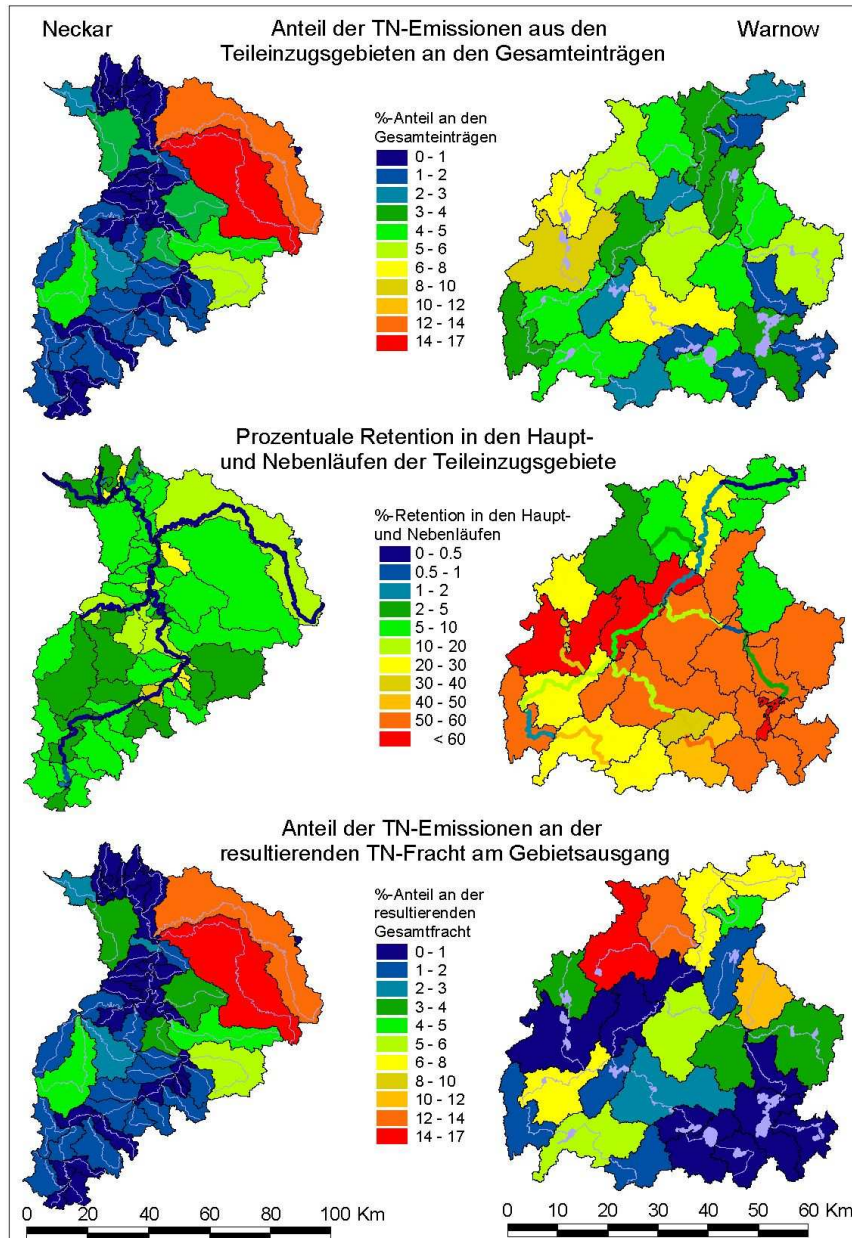 Neckar
Anteil der TN-Emissionen aus den
Teileinzugsgebieten an den Gesamteinträgen
Warnow
%-Anteil an den
Gesamteinträgen
0 - 1
1 - 2
2 - 3
3 - 4
4 - 5
5 - 6
6 - 8
8 - 10
10 - 12
12 - 14
14 - 17
Prozentuale Retention in den Haupt-
und Nebenläufen der Teileinzugsgebiete
%-Retention in den Haupt-
und Nebenläufen
0 - 0.5
0.5 - 1
1 - 2
2 - 5
5 - 10
10 - 20
20 - 30
30 - 40
40 - 50
50 - 60
< 60
Anteil der TN-Emissionen an der
resultierenden TN-Fracht am Gebietsausgang
%-Anteil an der
resultierenden
Gesamtfracht
0 - 1
1 - 2
2 - 3
3 - 4
4 - 5
5 - 6
6 - 8
8 - 10
10 - 12
12 - 14
14 - 17
0 20 40 60 80 100 Km
0 10 20 30 40 50 60 Km